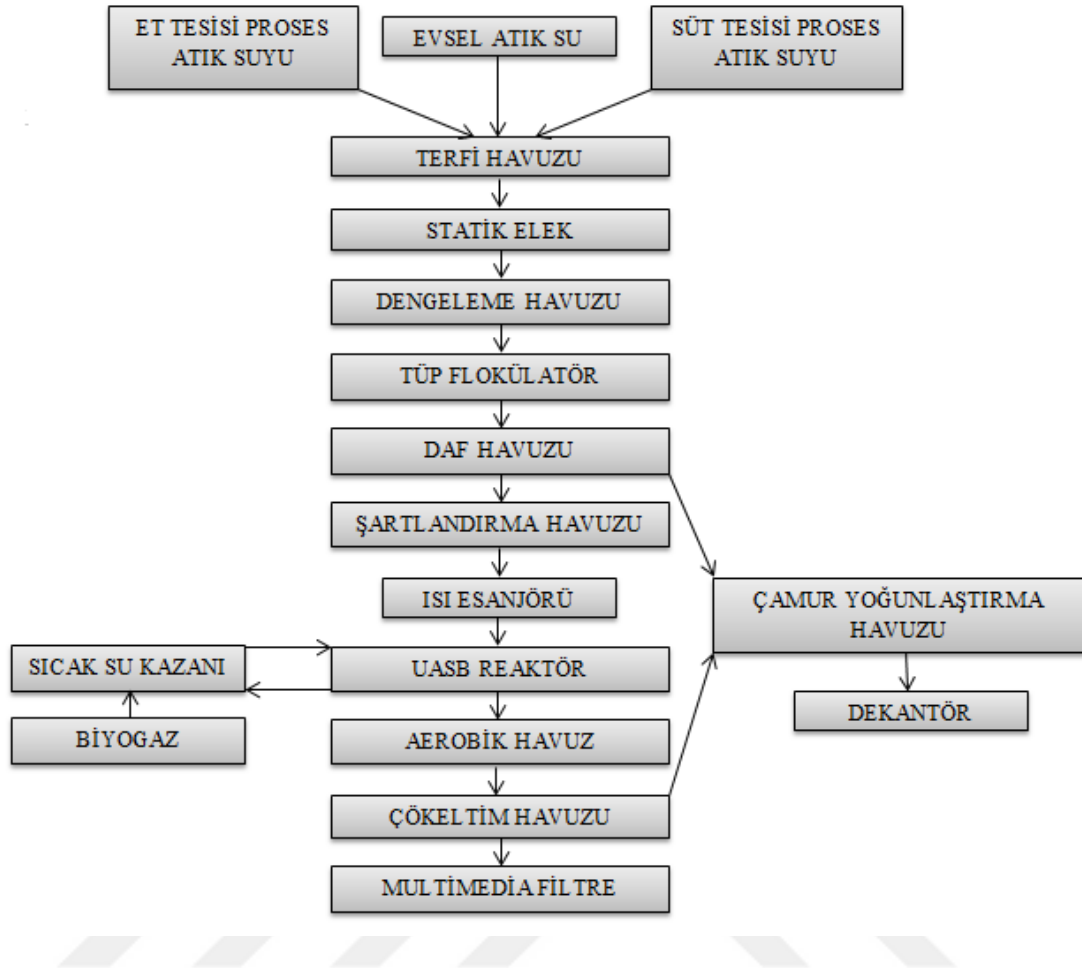 ET TESİSİ PROSES
ATIK SUYU
EVSEL ATIK SU
SÜT TESİSİ PROSES
ATIK SUYU
TERFİ HAVUZU
STATİK ELEK
DENGELEME HAVUZU
TÜP FLOKÜLATÖR
DAF HAVUZU
ŞARTLANDIRMA HAVUZU
ISI ESANJÖRÜ
ÇAMUR YOĞUNLAŞTIRMA
HAVUZU
SICAK SU KAZANI
UASB REAKTÖR
DEKANTÖR
BİYOGAZ
AEROBİK HAVUZ
ÇÖKELTİM HAVUZU
MULTİMEDİA FİLTRE